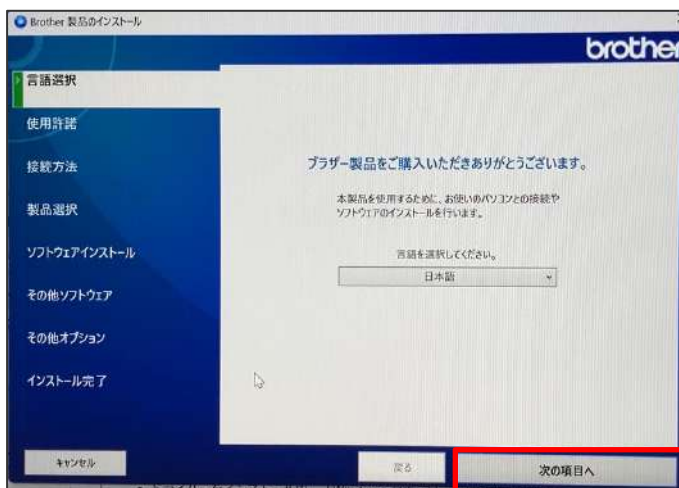 Brother 製品のインストール
brother
言語選択
使用許諾
接続方法
製品選択
ソフトウェアインストール
その他ソフトウェア
その他オプション
インストール完了
ブラザー製品をご購入いただきありがとうございます。
本製品を使用するために、お使いのパソコンとの接続や
ソフトウェアのインストールを行います。
言語を選択してください。
日本語
キャンセル
戻る
次の項目へ